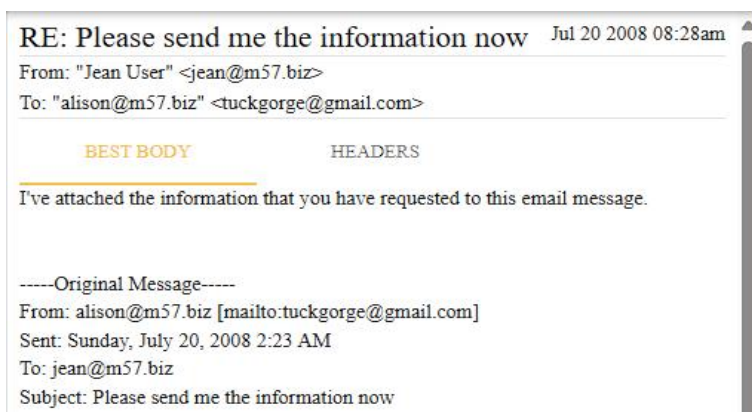 RE: Please send me the information now Jul 20 2008 08:28am
From: "Jean User" <jean@m57.biz>
To: "alison@m57.biz" <tuckgorge@gmail.com>
BEST BODY HEADERS
I've attached the information that you have requested to this email message.
-----Original Message-----
From: alison@m57.biz [mailto:tuckgorge@gmail.com]
Sent: Sunday, July 20, 2008 2:23 AM
To: jean@m57.biz
Subject: Please send me the information now